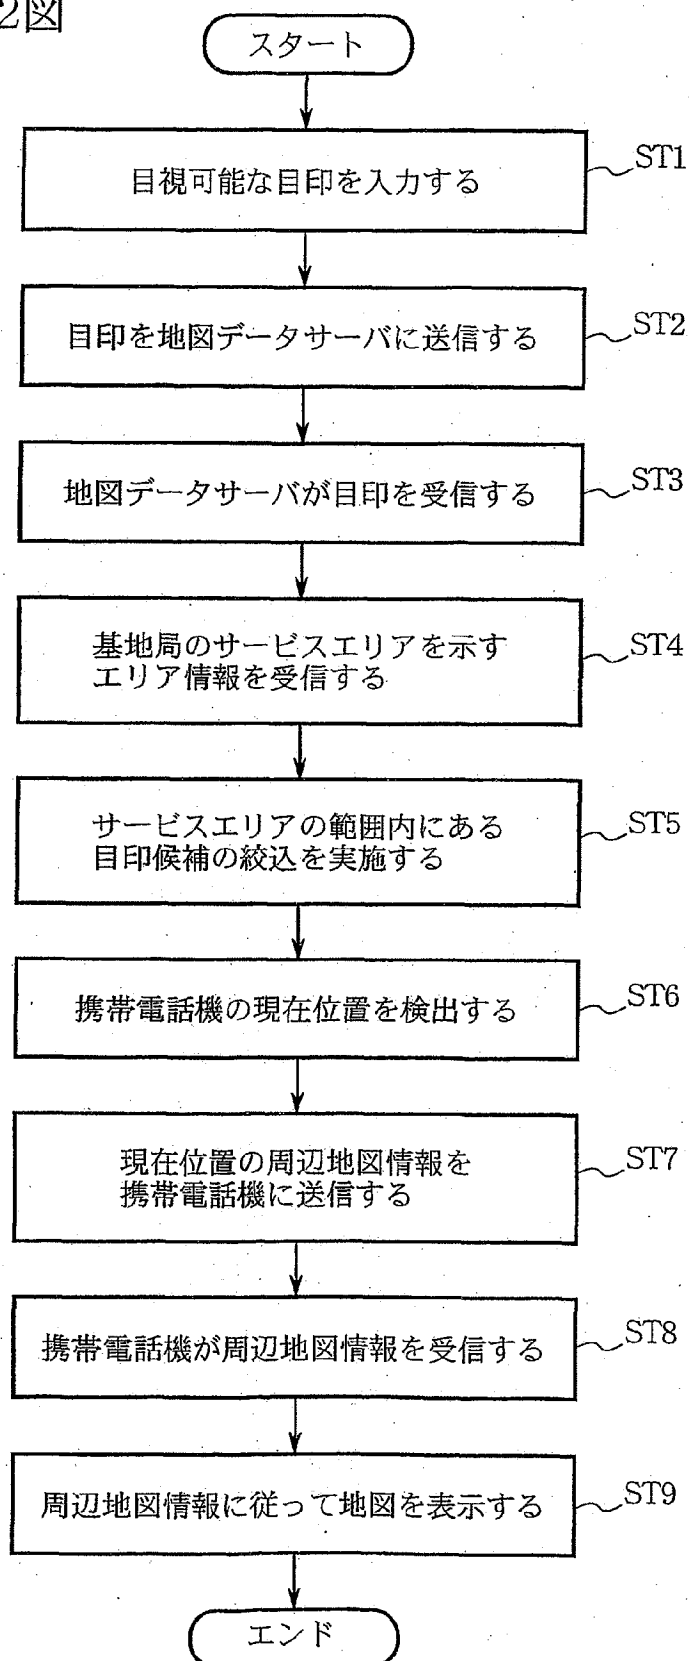 2図
スタート
目視可能な目印を入力する
ST1
目印を地図データサーバに送信する
ST2
地図データサーバが目印を受信する
ST3
基地局のサービスエリアを示す
エリア情報を受信する
ST4
サービスエリアの範囲内にある
目印候補の絞込を実施する
ST5
携帯電話機の現在位置を検出する
ST6
現在位置の周辺地図情報を
携帯電話機に送信する
ST7
携帯電話機が周辺地図情報を受信する
ST8
周辺地図情報に従って地図を表示する
ST9
エンド